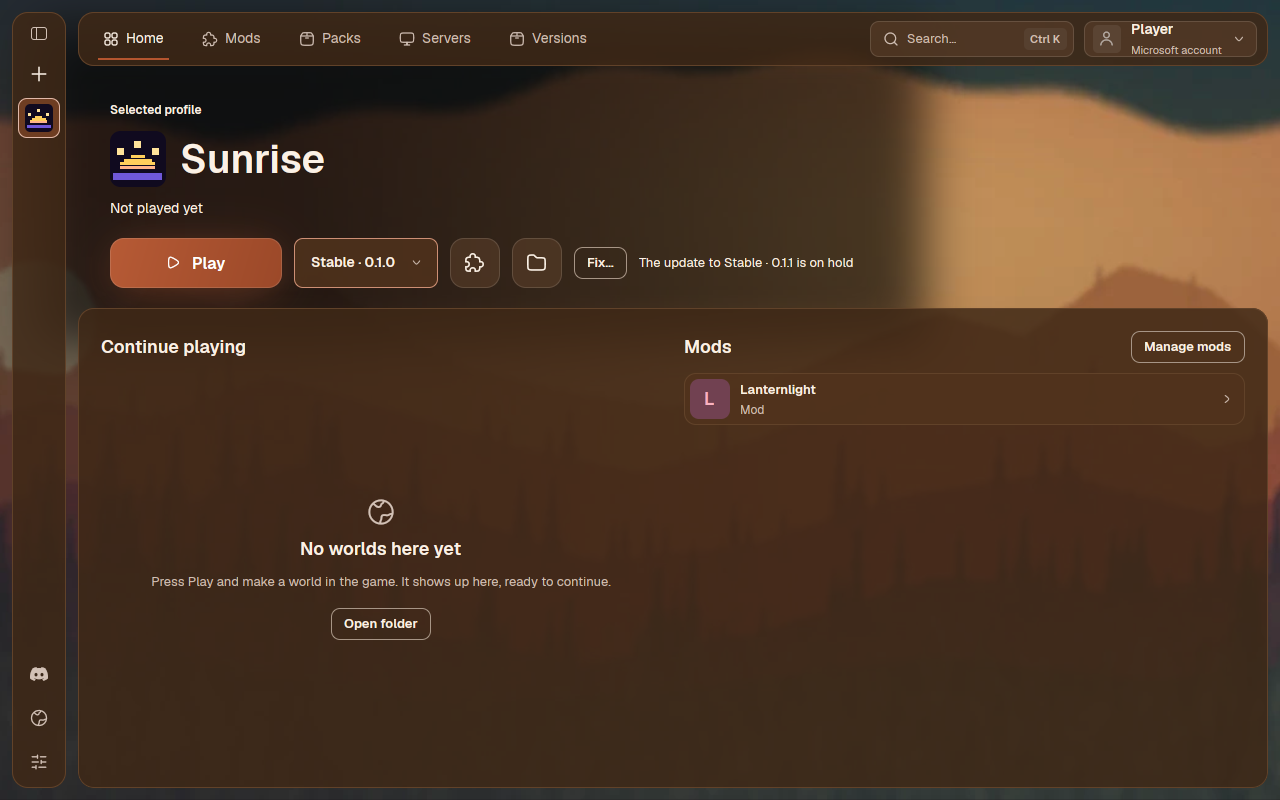 Home
Mods
Packs
Servers
Versions
Search...
Ctrl K
Player
Microsoft account
Selected profile
Sunrise
Not played yet
Play
Stable · 0.1.0
Fix...
The update to Stable · 0.1.1 is on hold
Continue playing
No worlds here yet
Press Play and make a world in the game. It shows up here, ready to continue.
Open folder
Mods
Manage mods
L
Lanternlight
Mod